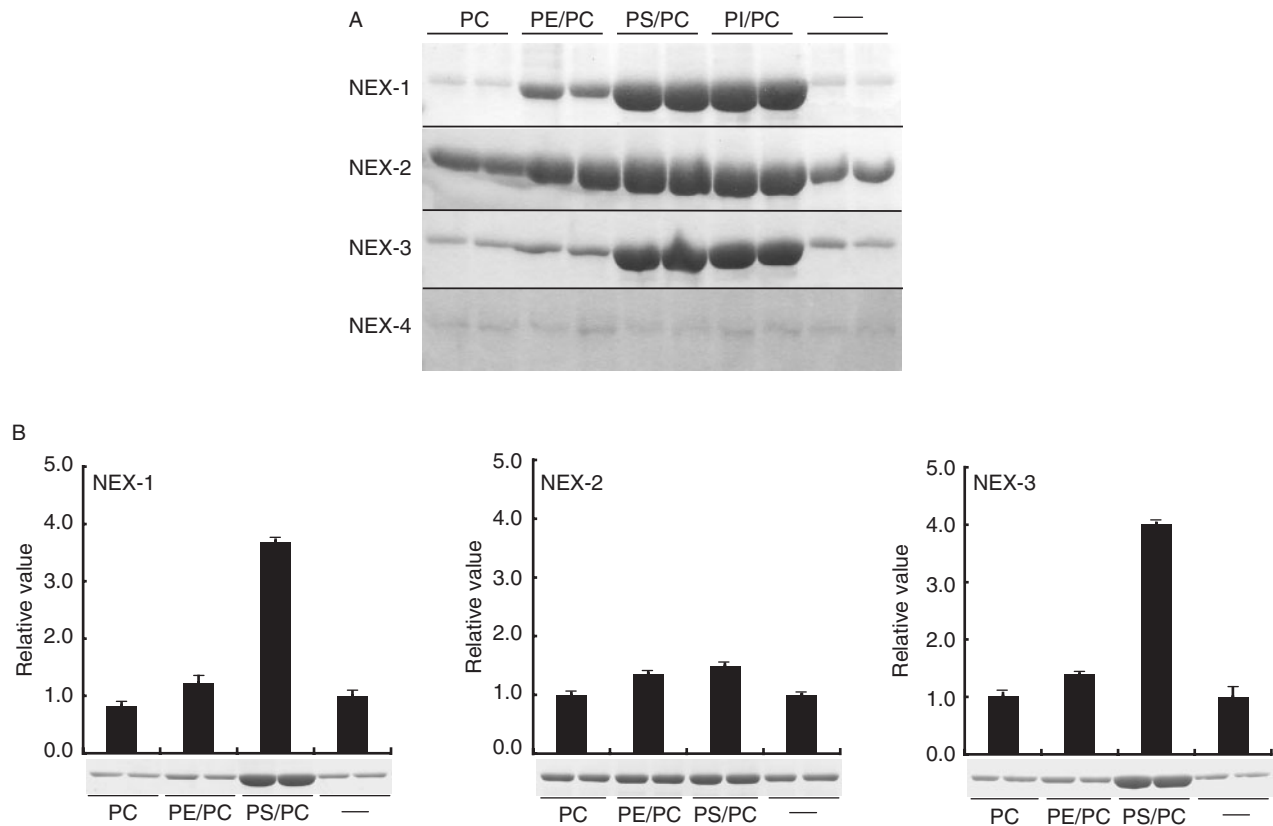 A
PC PE/PC PS/PC PI/PC —
NEX-1
NEX-2
NEX-3
NEX-4
B
NEX-1
Relative value
5.0
4.0
3.0
2.0
1.0
0.0
PC PE/PC PS/PC —
NEX-2
Relative value
5.0
4.0
3.0
2.0
1.0
0.0
PC PE/PC PS/PC —
NEX-3
Relative value
5.0
4.0
3.0
2.0
1.0
0.0
PC PE/PC PS/PC —